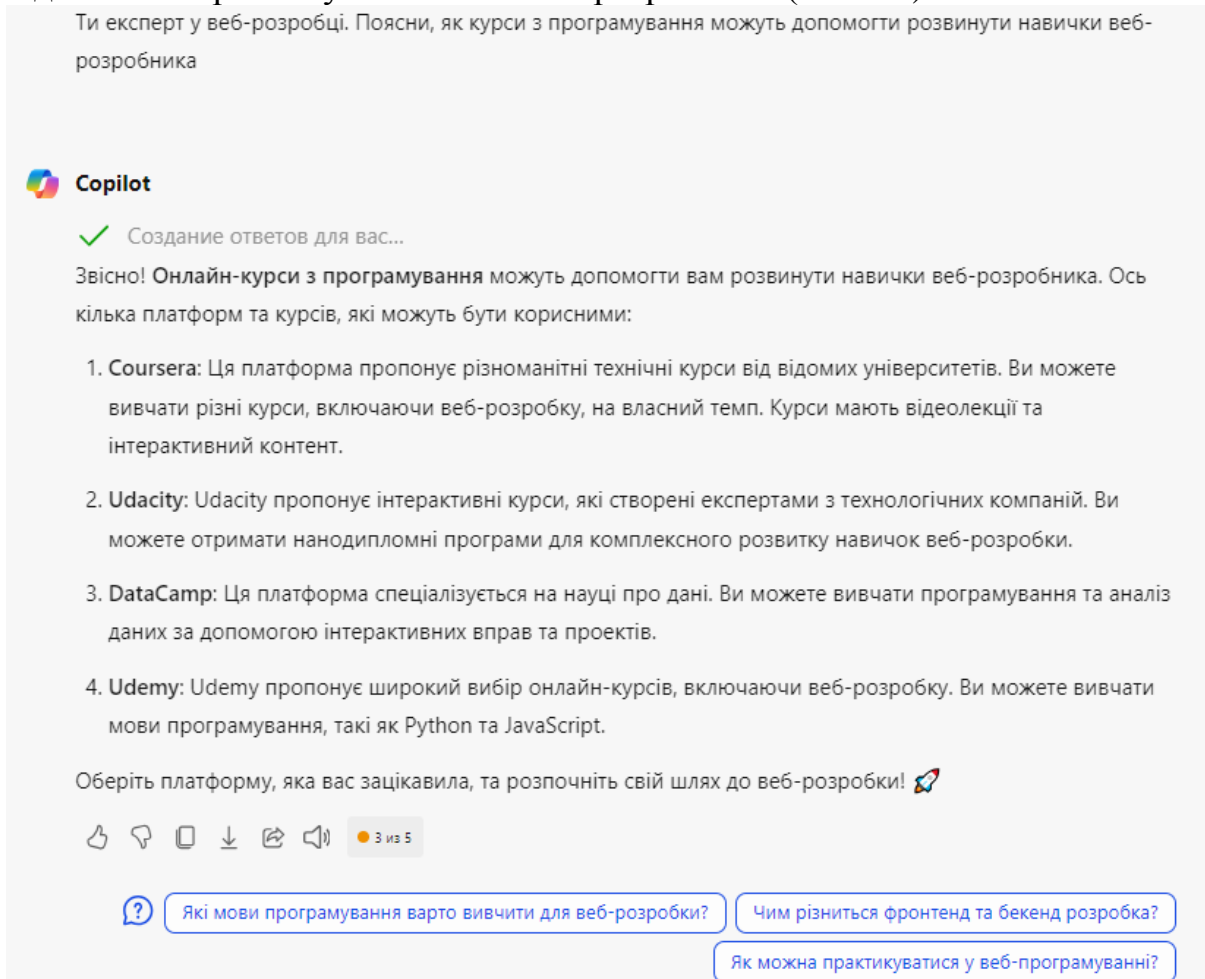 Ти експерт у веб-розробці. Поясни, як курси з програмування можуть допомогти розвинути навички веб-
розробника
Copilot
Создание ответов для вас...
Звісно! Онлайн-курси з програмування можуть допомогти вам розвинути навички веб-розробника. Ось
кілька платформ та курсів, які можуть бути корисними:
1. Coursera: Ця платформа пропонує різноманітні технічні курси від відомих університетів. Ви можете
вивчати різні курси, включаючи веб-розробку, на власний темп. Курси мають відеолекції та
інтерактивний контент.
2. Udacity: Udacity пропонує інтерактивні курси, які створені експертами з технологічних компаній. Ви
можете отримати нанодипломні програми для комплексного розвитку навичок веб-розробки.
3. DataCamp: Ця платформа спеціалізується на науці про дані. Ви можете вивчати програмування та аналіз
даних за допомогою інтерактивних вправ та проектів.
4. Udemy: Udemy пропонує широкий вибір онлайн-курсів, включаючи веб-розробку. Ви можете вивчати
мови програмування, такі як Python та JavaScript.
Оберіть платформу, яка вас зацікавила, та розпочніть свій шлях до веб-розробки! 🚀
3 из 5
Які мови програмування варто вивчити для веб-розробки?
Чим різниться фронтенд та бекенд розробка?
Як можна практикуватися у веб-програмуванні?